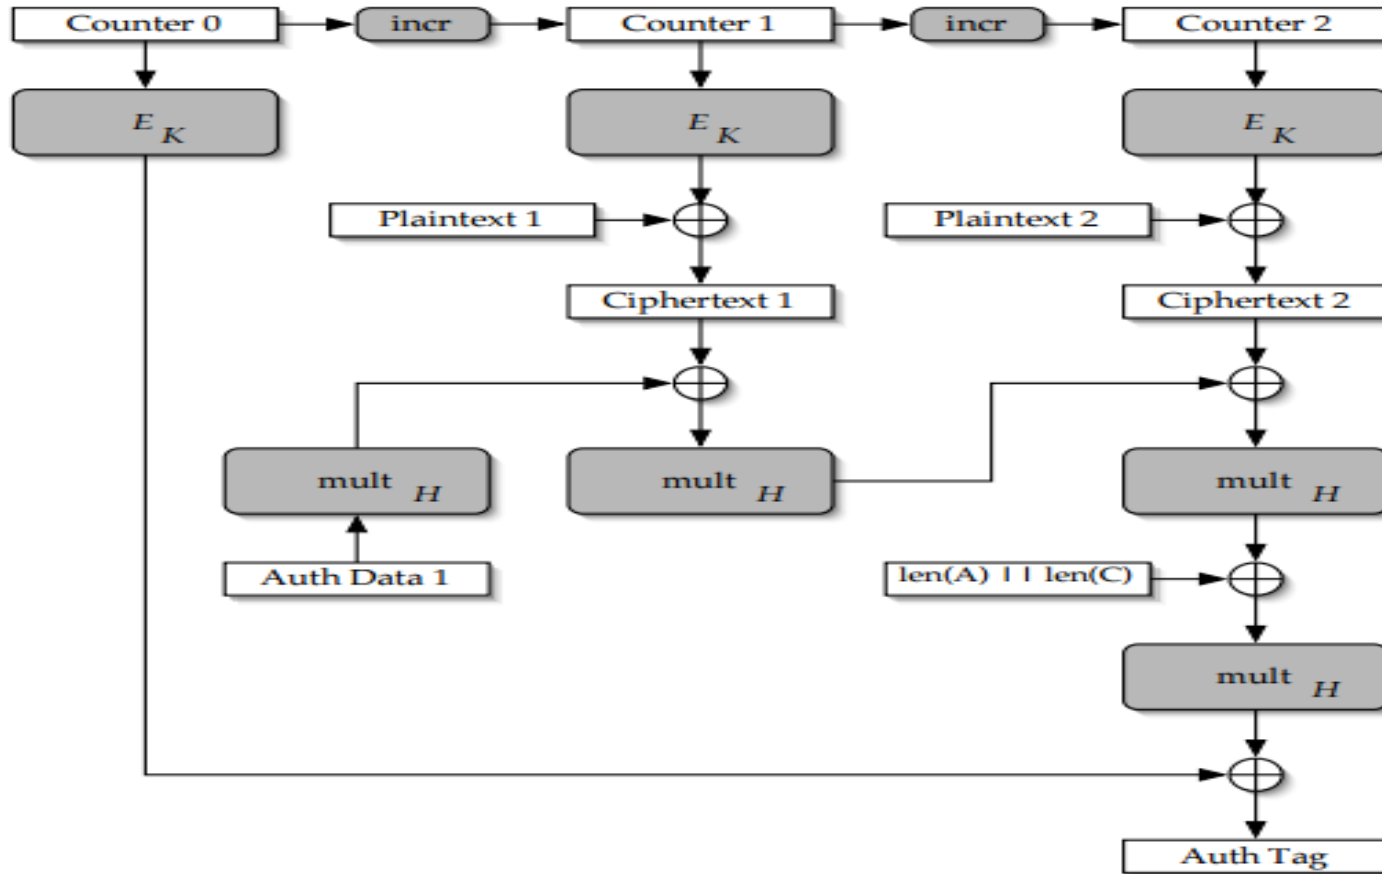 Counter 0
incr
Counter 1
incr
Counter 2
E K
E K
E K
Plaintext 1
Plaintext 2
Ciphertext 1
Ciphertext 2
mult H
mult H
mult H
Auth Data 1
len(A) | | len(C)
mult H
Auth Tag